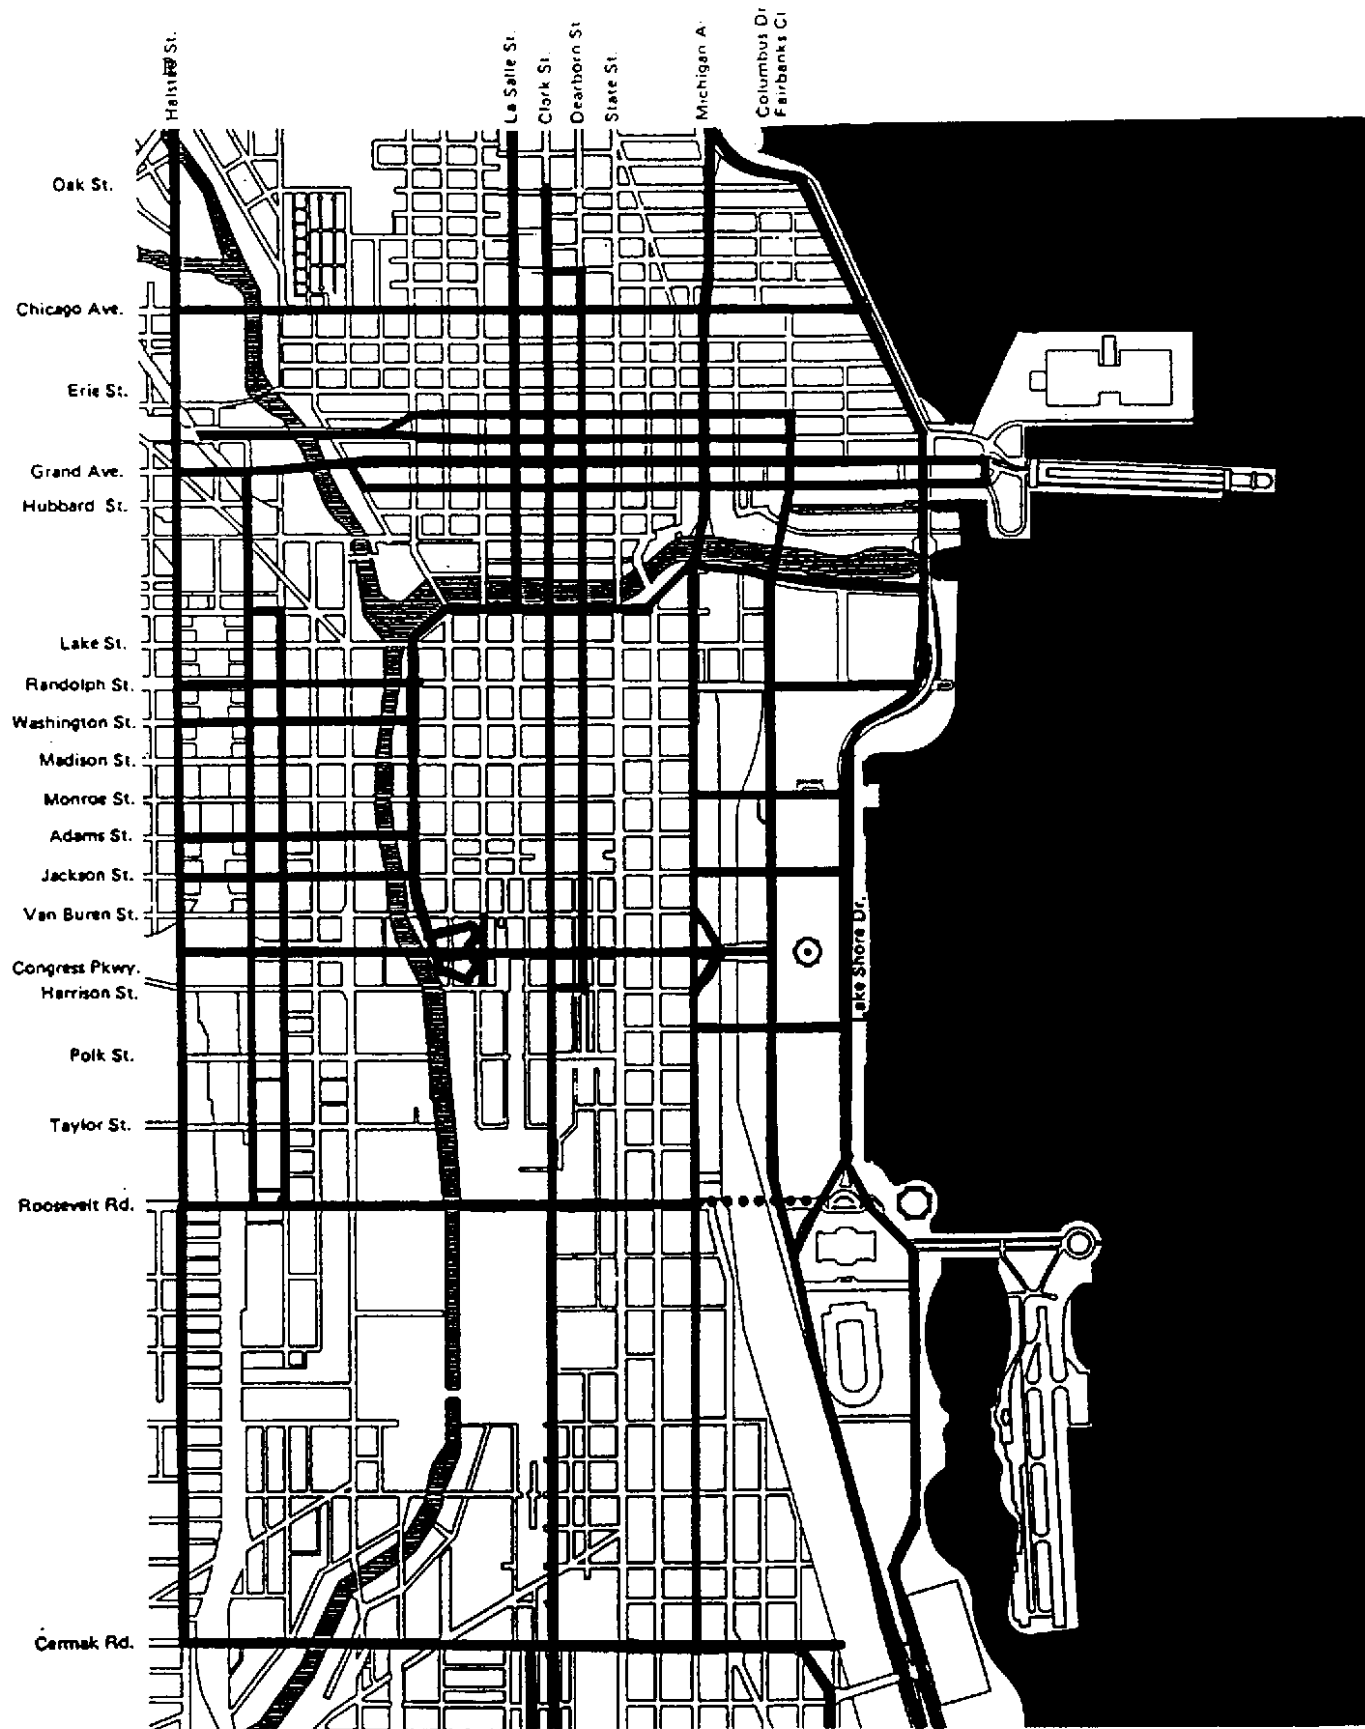 Halsted St.
La Salle St.
Clark St.
Dearborn St
State St.
Michigan A
Columbus Dr
Fairbanks Ct
Oak St.
Chicago Ave.
Erie St.
Grand Ave.
Hubbard St.
Lake St.
Randolph St.
Washington St.
Madison St.
Monroe St.
Adams St.
Jackson St.
Van Buren St.
Congress Pkwy.
Harrison St.
ake Shore Dr.
Polk St.
Taylor St.
Roosevelt Rd.
Cermak Rd.